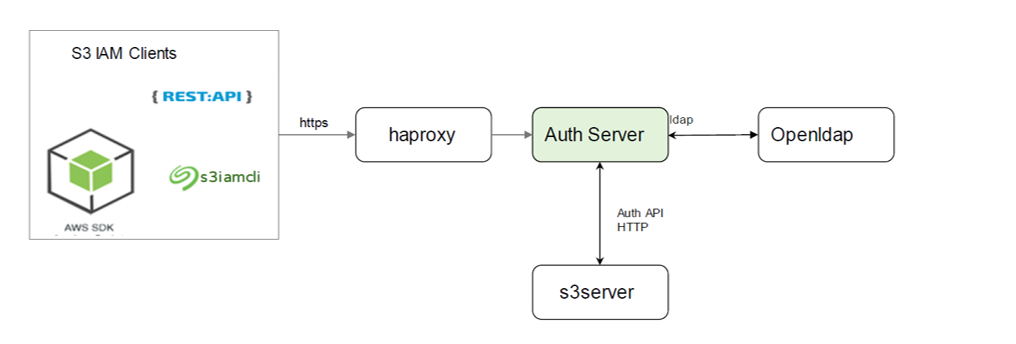 S3 IAM Clients
{ REST:API }
https
haproxy
Auth Server
ldap
Openldap
s3iamcli
AWS SDK
Auth API
HTTP
s3server